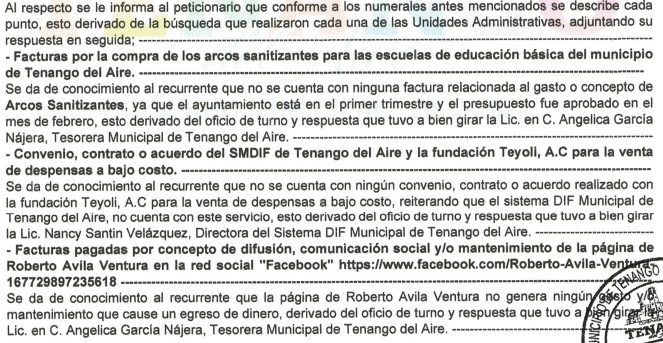 Al respecto se le informa al peticionario que conforme a los numerales antes mencionados se describe cada
punto, esto derivado de la búsqueda que realizaron cada una de las Unidades Administrativas, adjuntando su
respuesta en seguida; ------------------------------------------------------------
- Facturas por la compra de los arcos sanitizantes para las escuelas de educación básica del municipio
de Tenango del Aire. ------------------------------------------------------------
Se da de conocimiento al recurrente que no se cuenta con ninguna factura relacionada al gasto o concepto de
Arcos Sanitizantes, ya que el ayuntamiento está en el primer trimestre y el presupuesto fue aprobado en el
mes de febrero, esto derivado del oficio de turno y respuesta que tuvo a bien girar la Lic. en C. Angelica García
Nájera, Tesorera Municipal de Tenango del Aire. ------------------------------------------------------------
- Convenio, contrato o acuerdo del SMDIF de Tenango del Aire y la fundación Teyoli, A.C para la venta
de despensas a bajo costo. ------------------------------------------------------------
Se da de conocimiento al recurrente que no se cuenta con ningún convenio, contrato o acuerdo realizado con
la fundación Teyoli, A.C para la venta de despensas a bajo costo, reiterando que el sistema DIF Municipal de
Tenango del Aire, no cuenta con este servicio, esto derivado del oficio de turno y respuesta que tuvo a bien girar
la Lic. Nancy Santin Velázquez, Directora del Sistema DIF Municipal de Tenango del Aire. ------------------------------
- Facturas pagadas por concepto de difusión, comunicación social y/o mantenimiento de la página de
Roberto Avila Ventura en la red social "Facebook" https://www.facebook.com/Roberto-Avila-Ventura-
167729897235618 ------------------------------------------------------------
Se da de conocimiento al recurrente que la página de Roberto Avila Ventura no genera ningún gasto y/o
mantenimiento que cause un egreso de dinero, derivado del oficio de turno y respuesta que tuvo a bien girar la
Lic. en C. Angelica García Nájera, Tesorera Municipal de Tenango del Aire. ------------------------------
TENANGO